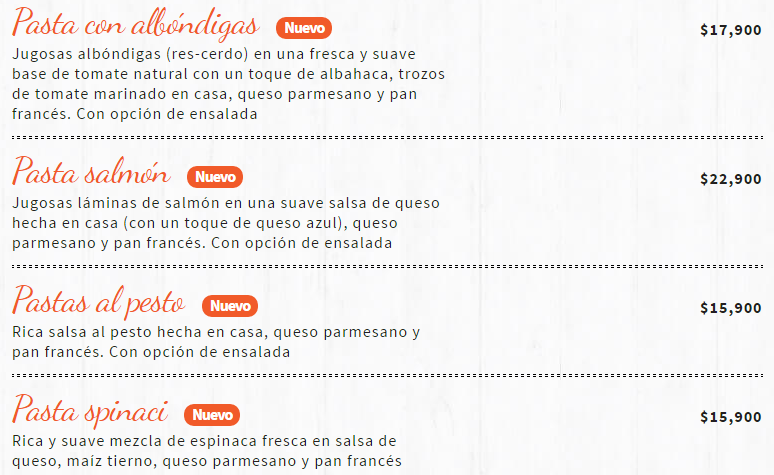 Pasta con albóndigas Nuevo $17,900
Jugosas albóndigas (res-cerdo) en una fresca y suave
base de tomate natural con un toque de albahaca, trozos
de tomate marinado en casa, queso parmesano y pan
francés. Con opción de ensalada
Pasta salmón Nuevo $22,900
Jugosas láminas de salmón en una suave salsa de queso
hecha en casa (con un toque de queso azul), queso
parmesano y pan francés. Con opción de ensalada
Pastas al pesto Nuevo $15,900
Rica salsa al pesto hecha en casa, queso parmesano y
pan francés. Con opción de ensalada
Pasta spinaci Nuevo $15,900
Rica y suave mezcla de espinaca fresca en salsa de
queso, maíz tierno, queso parmesano y pan francés